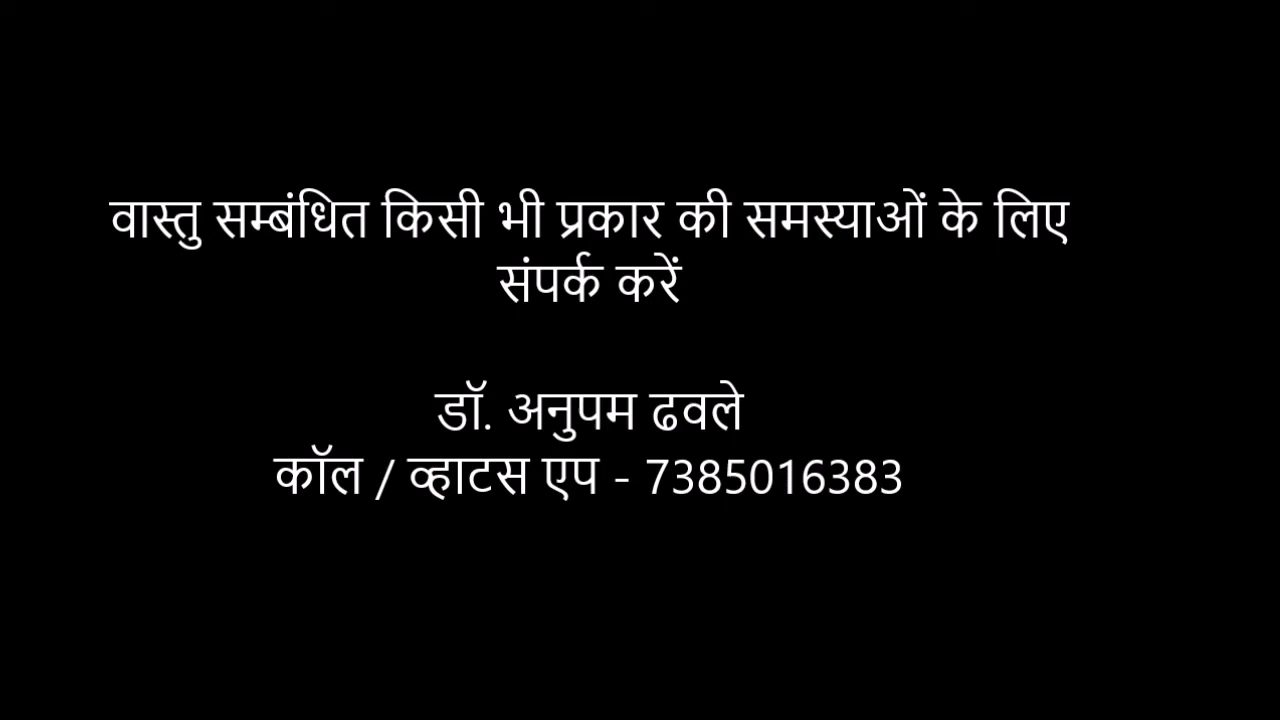 वास्तु सम्बंधित किसी भी प्रकार की समस्याओं के लिए
संपर्क करें
डॉ. अनुपम ढवले
कॉल / व्हाटस एप - 7385016383